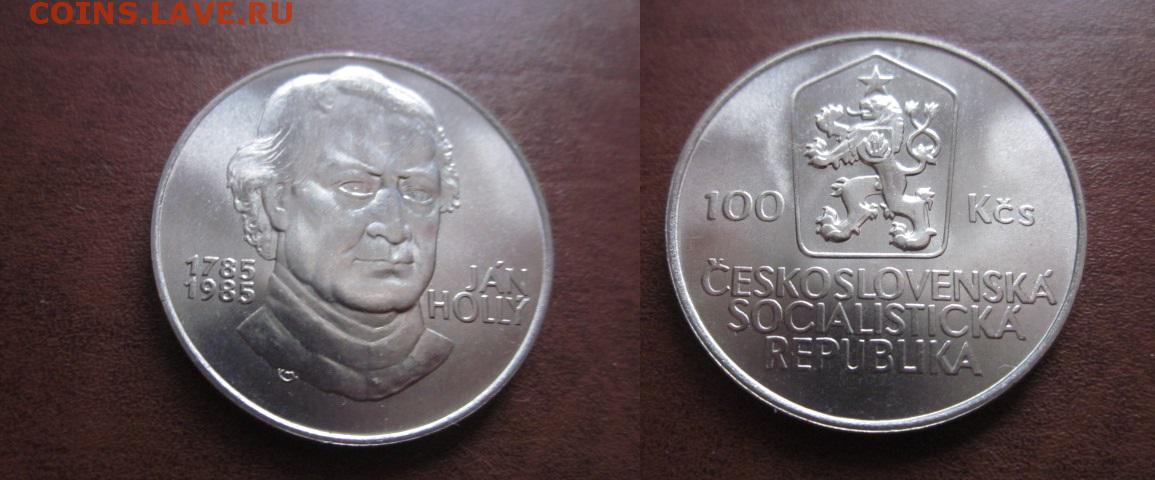 COINS.LAVE.RU
1785
1985
JÁN
HOLLÝ
100 Kčs
ČESKOSLOVENSKÁ
SOCIALISTICKÁ
REPUBLIKA